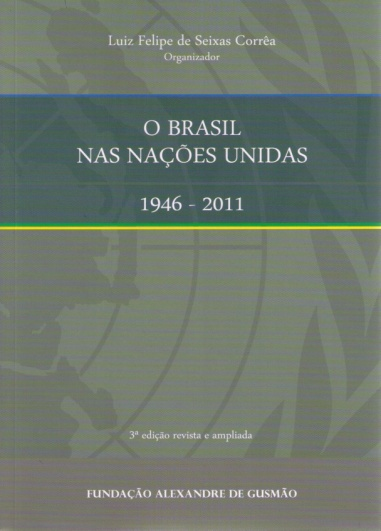 Luiz Felipe de Seixas Corrêa
Organizador
O BRASIL
NAS NAÇÕES UNIDAS
1946 - 2011
3ª edição revista e ampliada
FUNDAÇÃO ALEXANDRE DE GUSMÃO